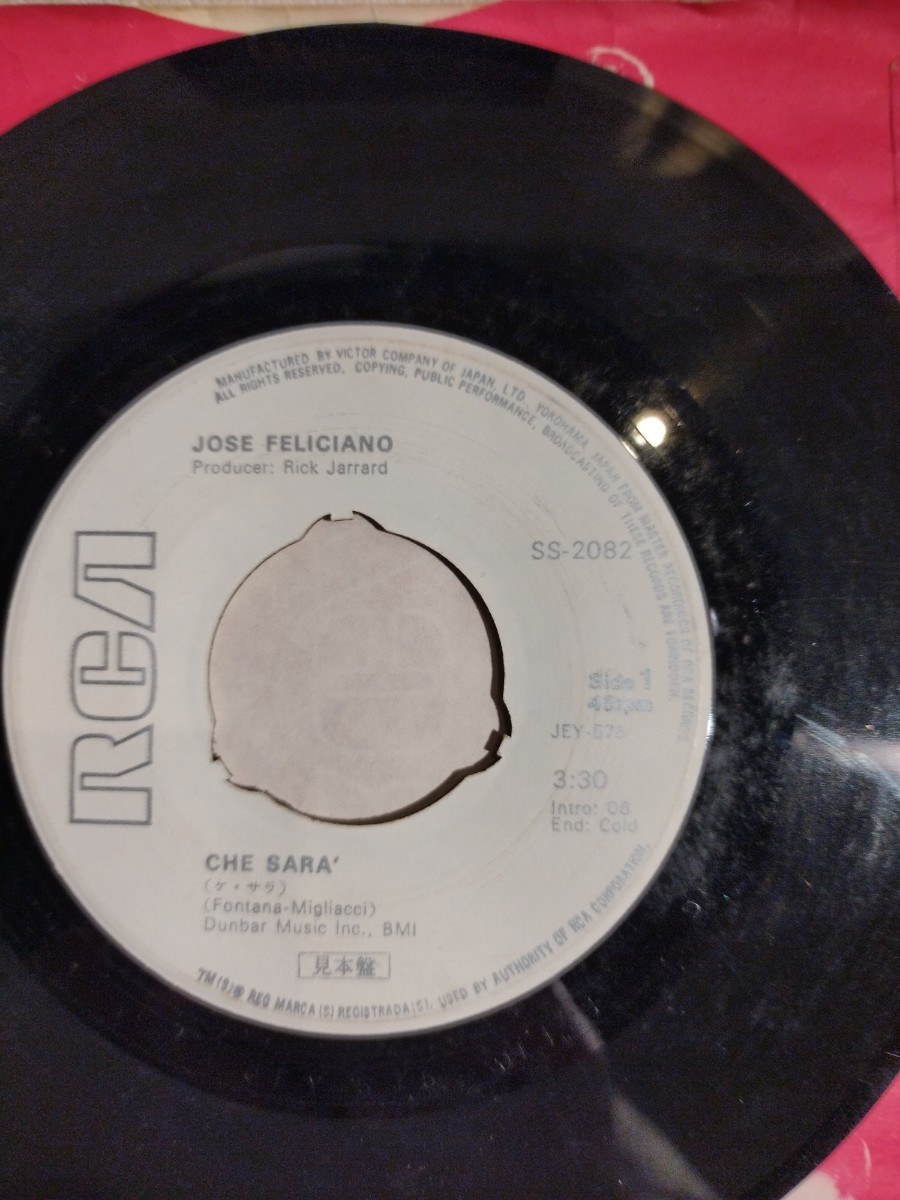 MANUFACTURED BY VICTOR COMPANY OF JAPAN, LTD., YOKOHAMA, JAPAN FROM MASTER RECORDINGS OF RCA RECORDS
ALL RIGHTS RESERVED, COPYING, PUBLIC PERFORMANCE, BROADCASTING OF THESE RECORDS ARE FORBIDDEN.
JOSE FELICIANO
Producer: Rick Jarrard
RCA
SS-2082
Side 1
45rpm
3:30
Intro: 06
End: Cold
CHE SARA'
(ケ・サラ)
(Fontana-Migliacci)
Dunbar Music Inc., BMI
見本盤
TM(S)® REG MARCA(S) REGISTRADA(S). USED BY AUTHORITY OF RCA CORPORATION.